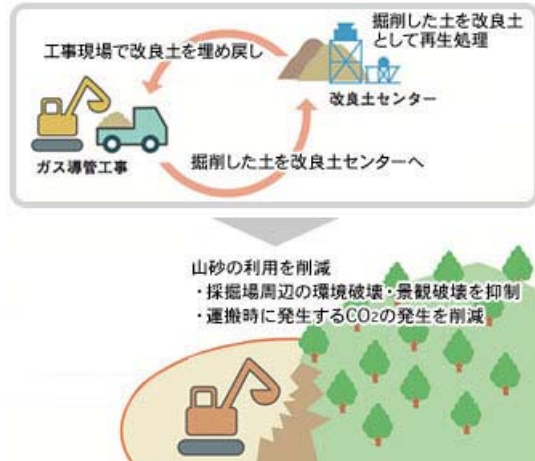 掘削した土を改良土
として再生処理
工事現場で改良土を埋め戻し
改良土センター
ガス導管工事
掘削した土を改良土センターへ
山砂の利用を削減
・採掘場周辺の環境破壊・景観破壊を抑制
・運搬時に発生するCO₂の発生を削減